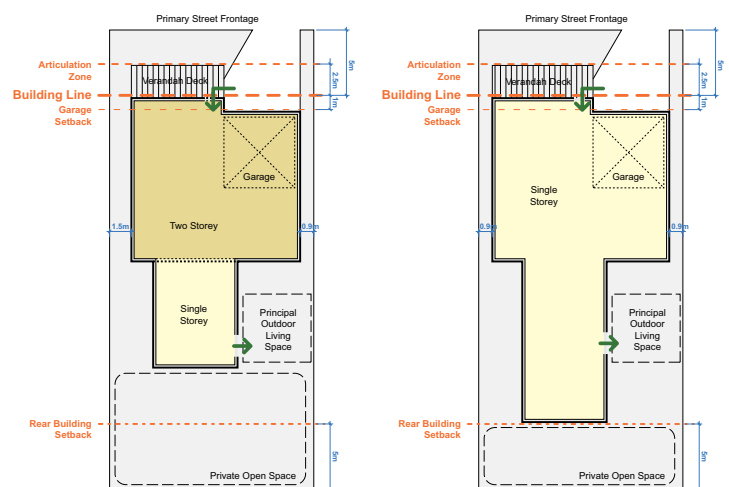 Primary Street Frontage
Articulation
Zone
Verandah Deck
Building Line
Garage
Setback
5m
2.5m
1m
Garage
Two Storey
1.5m
0.9m
Single
Storey
Principal
Outdoor
Living
Space
Rear Building
Setback
5m
Private Open Space
Primary Street Frontage
Articulation
Zone
Verandah Deck
Building Line
Garage
Setback
5m
2.5m
1m
Garage
Single
Storey
0.9m
0.9m
Principal
Outdoor
Living
Space
Rear Building
Setback
5m
Private Open Space